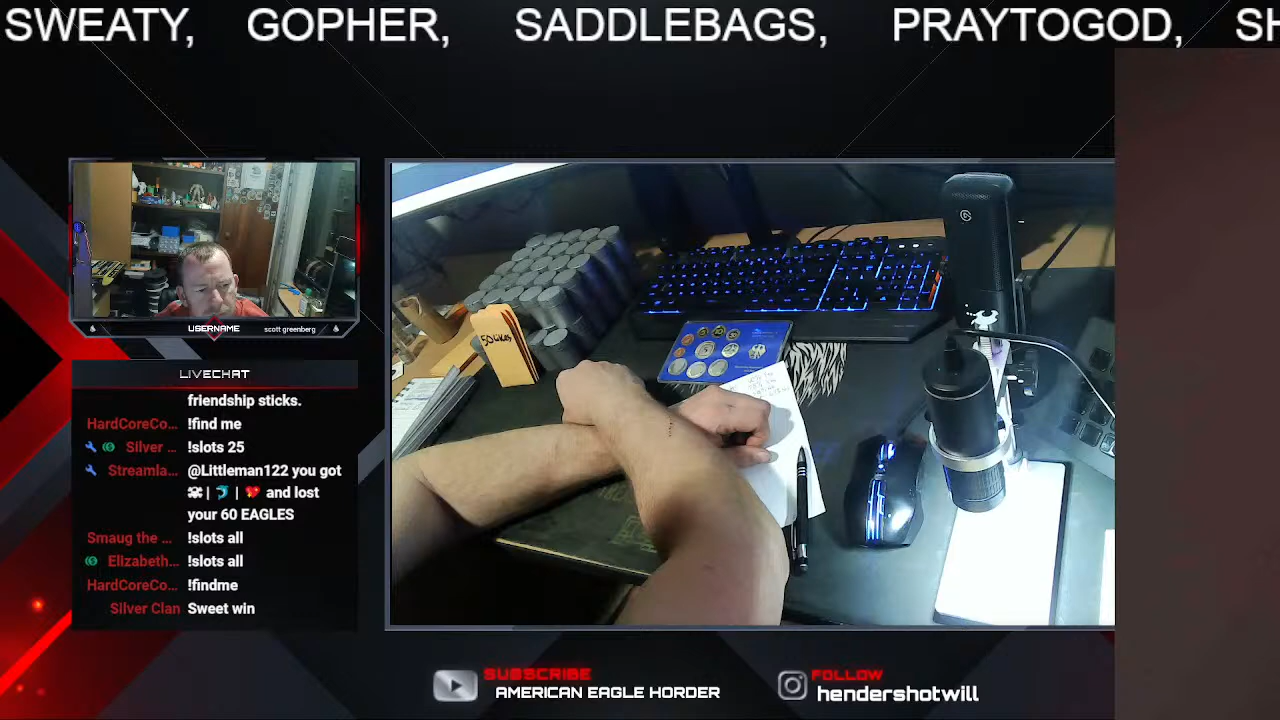 SWEATY, GOPHER, SADDLEBAGS, PRAYTOGOD, SH
USERNAME
scott greenberg
LIVECHAT
friendship sticks.
HardCoreCo... !find me
Silver ... !slots 25
Streamla... @Littleman122 you got
☠️ | 🐬 | 💖 and lost
your 60 EAGLES
Smaug the ... !slots all
Elizabeth... !slots all
HardCoreCo... !findme
Silver Clan Sweet win
SUBSCRIBE
AMERICAN EAGLE HORDER
FOLLOW
hendershotwill